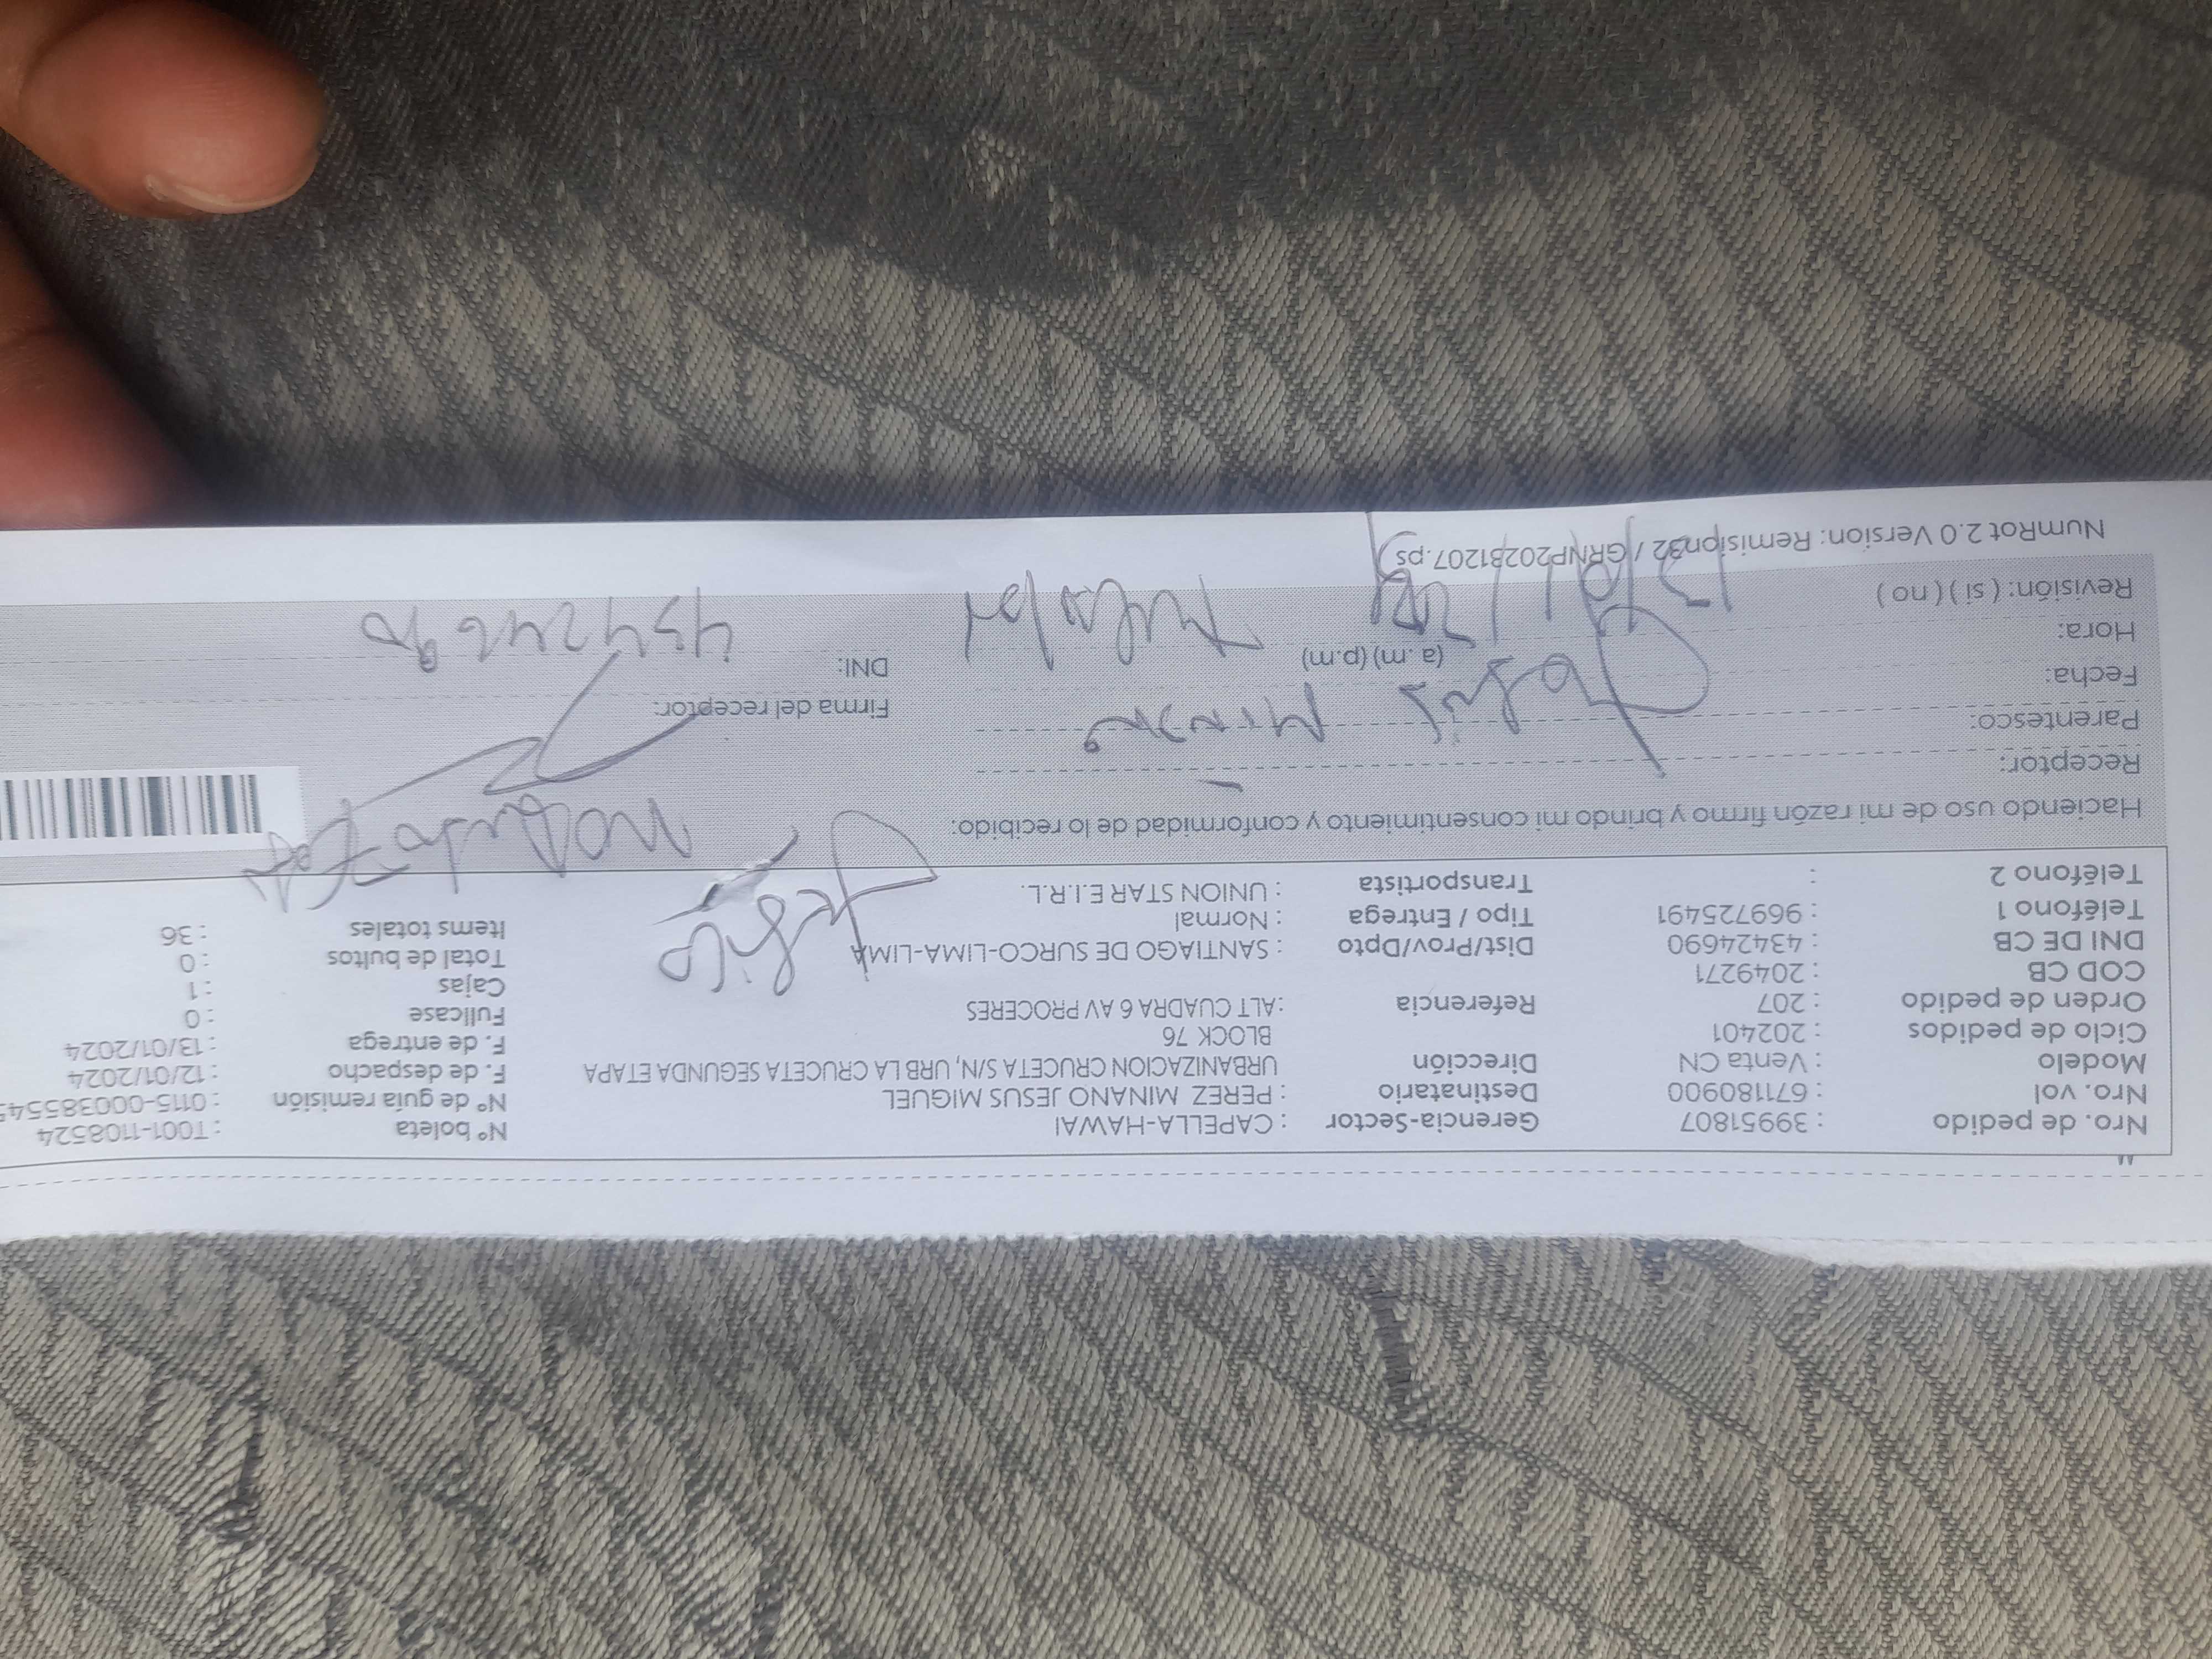 Nro. de pedido : 39951807 Gerencia-Sector : CAPELLA-HAWAI Nº boleta : T001-1108524
Nro. vol : 671180900 Destinatario : PEREZ MINANO JESUS MIGUEL Nº de guía remisión : 0115-00038554
Modelo : Venta CN Dirección URBANIZACION CRUCETA S/N, URB LA CRUCETA SEGUNDA ETAPA F. de despacho : 12/01/2024
Ciclo de pedidos : 202401 BLOCK 76 F. de entrega : 13/01/2024
Orden de pedido : 207 Referencia : ALT CUADRA 6 AV PROCERES Fullcase : 0
COD CB : 2049271 Cajas : 1
DNI DE CB : 43424690 Dist/Prov/Dpto : SANTIAGO DE SURCO-LIMA-LIMA Total de bultos : 0
Teléfono 1 : 969725491 Tipo / Entrega : Normal Items totales : 36
Teléfono 2 : Transportista : UNION STAR E.I.R.L.
Haciendo uso de mi razón firmo y brindo mi consentimiento y conformidad de lo recibido:
Receptor:
Parentesco: Firma del receptor:
Fecha: DNI:
Hora: (a.m) (p.m)
Revisión: ( si ) ( no )
NumRot 2.0 Version: Remision32 / GRNP20231207.ps